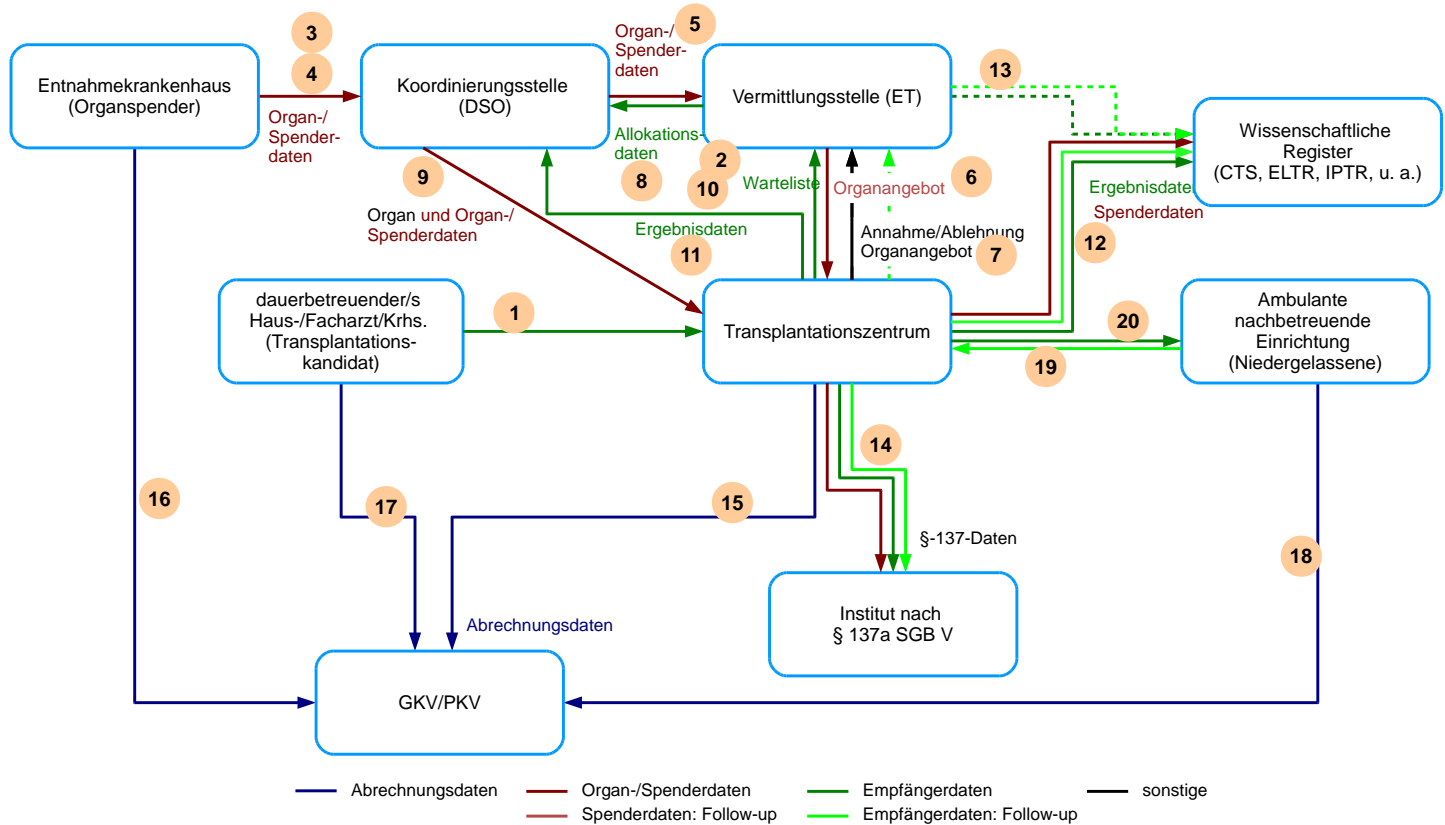 3
4
5
Organ-/
Spender-
daten
Entnahmekrankenhaus
(Organspender)
Koordinierungsstelle
(DSO)
Vermittlungsstelle (ET)
13
Wissenschaftliche
Register
(CTS, ELTR, IPTR, u. a.)
Organ-/
Spender-
daten
Allokations-
daten
8
2
10
9
Warteliste
Organangebot
6
Ergebnisdaten
Spenderdaten
12
Organ und Organ-/
Spenderdaten
Ergebnisdaten
11
Annahme/Ablehnung
Organangebot
7
dauerbetreuender/s
Haus-/Facharzt/Krhs.
(Transplantations-
kandidat)
1
Transplantationszentrum
20
19
Ambulante
nachbetreuende
Einrichtung
(Niedergelassene)
14
16
17
15
§-137-Daten
18
Institut nach
§ 137a SGB V
Abrechnungsdaten
GKV/PKV
Abrechnungsdaten
Organ-/Spenderdaten
Empfängerdaten
sonstige
Spenderdaten: Follow-up
Empfängerdaten: Follow-up